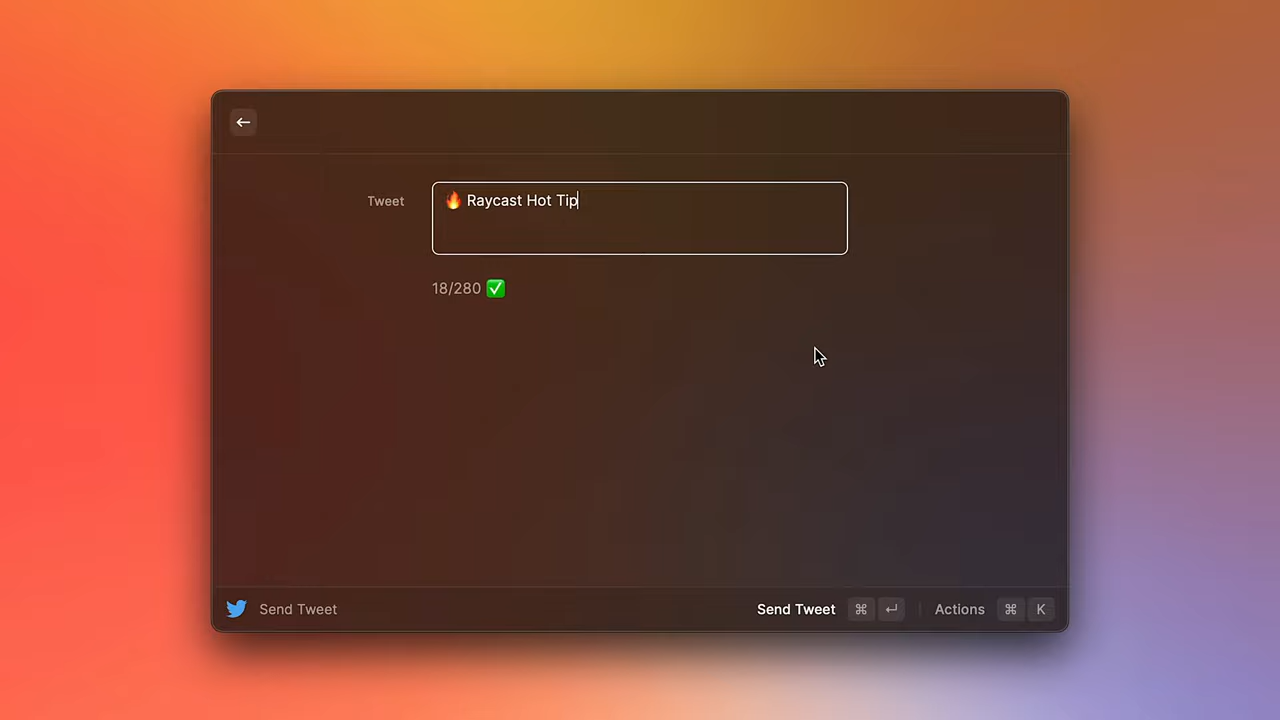 Tweet
🔥 Raycast Hot Tip
18/280 ✅
Send Tweet
Send Tweet ⌘ ↵ Actions ⌘ K